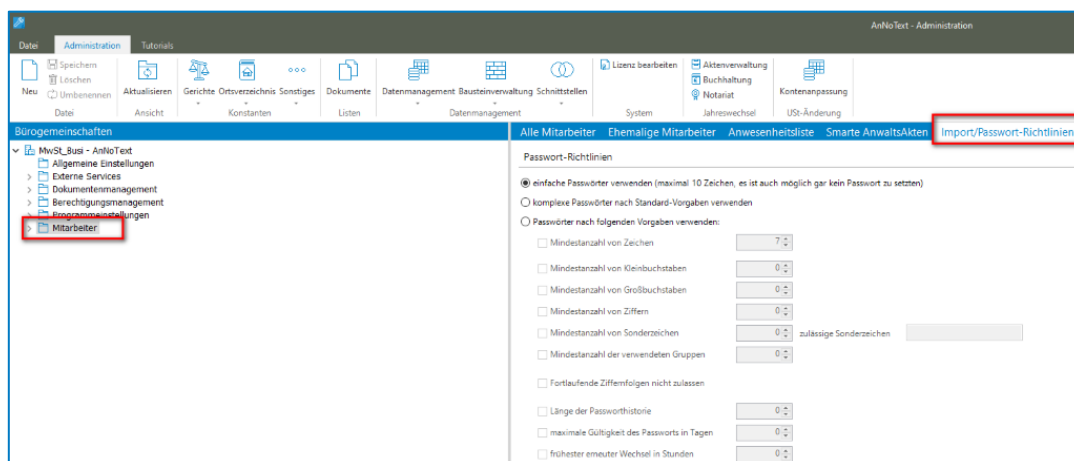 AnNoText - Administration
Datei Administration Tutorials
Neu
Speichern
Löschen
Umbenennen
Aktualisieren
Gerichte Ortsverzeichnis Sonstiges
Dokumente
Datenmanagement Bausteinverwaltung Schnittstellen
Lizenz bearbeiten
Aktenverwaltung
Buchhaltung
Notariat
Kontenanpassung
Datei Ansicht Konstanten Listen Datenmanagement System Jahreswechsel USt-Änderung
Bürogemeinschaften
MwSt_Busi - AnNoText
Allgemeine Einstellungen
Externe Services
Dokumentenmanagement
Berechtigungsmanagement
Programmeinstellungen
Mitarbeiter
Alle Mitarbeiter Ehemalige Mitarbeiter Anwesenheitsliste Smarte AnwaltsAkten Import/Passwort-Richtlinien
Passwort-Richtlinien
einfache Passwörter verwenden (maximal 10 Zeichen, es ist auch möglich gar kein Passwort zu setzten)
komplexe Passwörter nach Standard-Vorgaben verwenden
Passwörter nach folgenden Vorgaben verwenden:
Mindestanzahl von Zeichen 7
Mindestanzahl von Kleinbuchstaben 0
Mindestanzahl von Großbuchstaben 0
Mindestanzahl von Ziffern 0
Mindestanzahl von Sonderzeichen 0 zulässige Sonderzeichen
Mindestanzahl der verwendeten Gruppen 0
Fortlaufende Ziffernfolgen nicht zulassen
Länge der Passworthistorie 0
maximale Gültigkeit des Passworts in Tagen 0
frühester erneuter Wechsel in Stunden 0